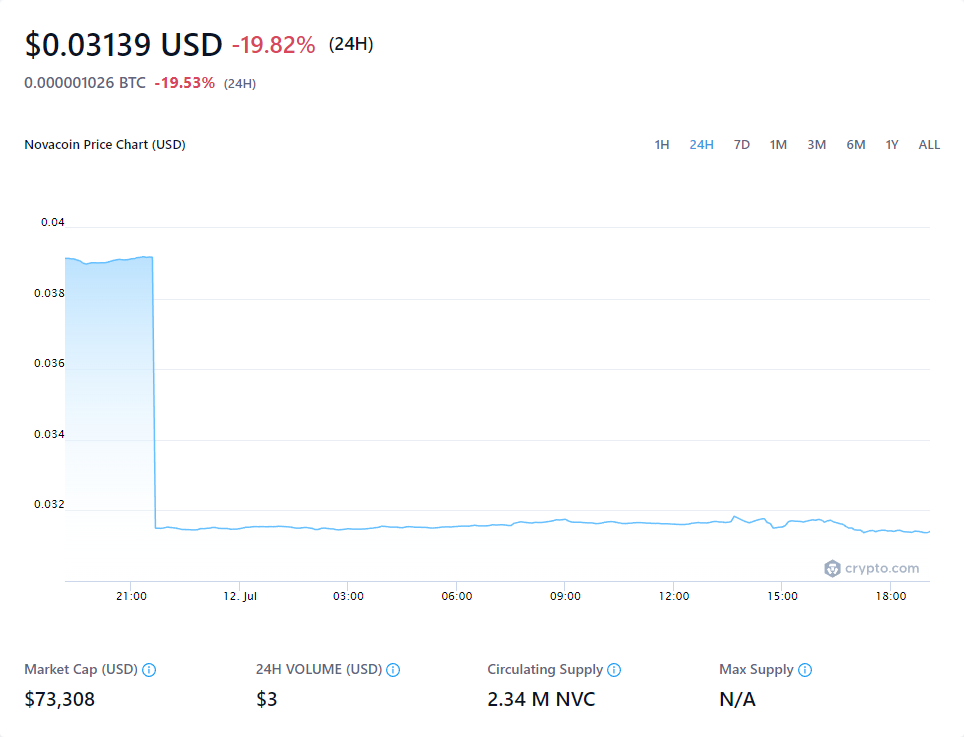 $0.03139 USD -19.82% (24H)
0.000001026 BTC -19.53% (24H)
Novacoin Price Chart (USD) 1H 24H 7D 1M 3M 6M 1Y ALL
0.04
0.038
0.036
0.034
0.032
crypto.com
21:00 12. Jul 03:00 06:00 09:00 12:00 15:00 18:00
Market Cap (USD) 24H VOLUME (USD) Circulating Supply Max Supply
$73,308 $3 2.34 M NVC N/A